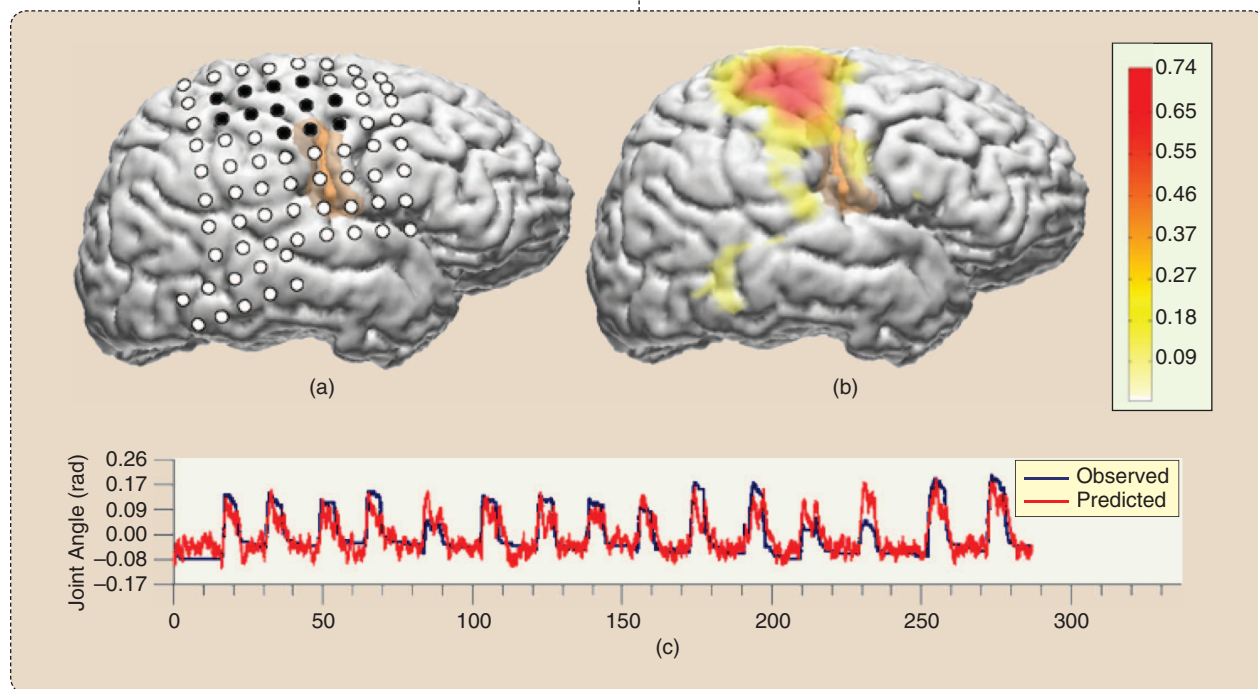 0.74
0.65
0.55
0.46
0.37
0.27
0.18
0.09
(a)
(b)
Joint Angle (rad)
0.26
0.17
0.09
0.00
–0.08
–0.17
Observed
Predicted
0 50 100 150 200 250 300
(c)